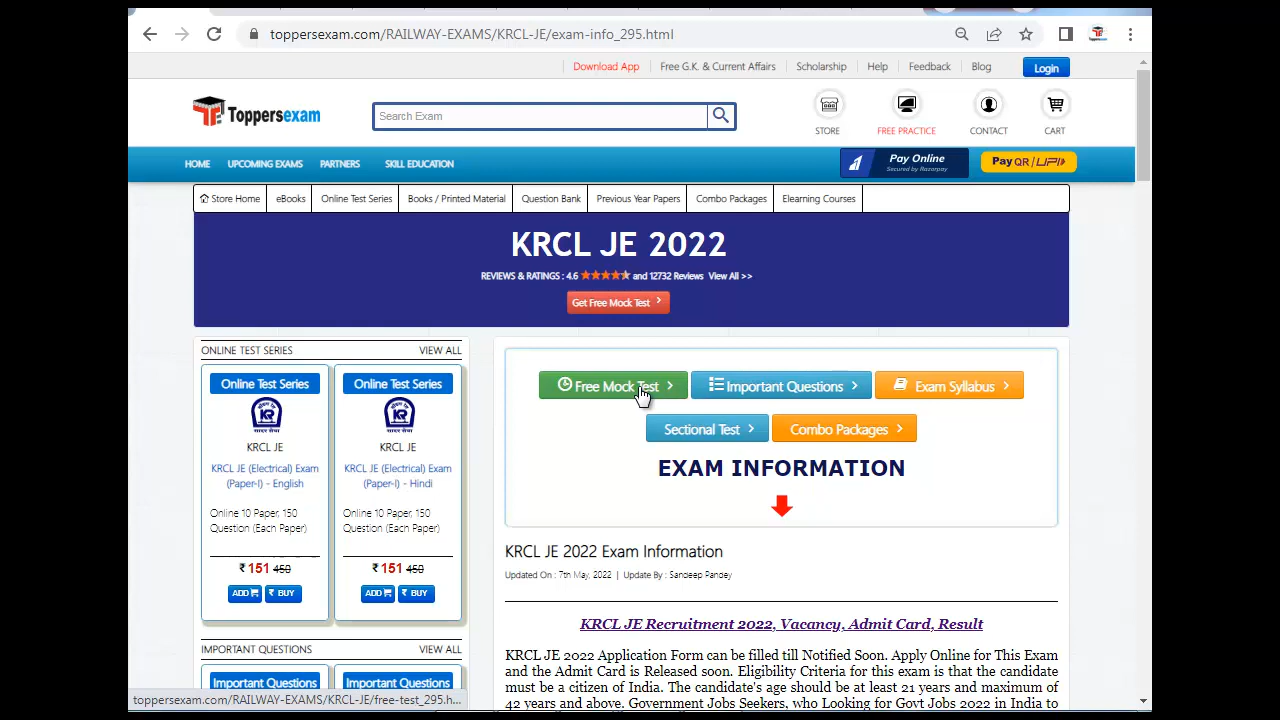 toppersexam.com/RAILWAY-EXAMS/KRCL-JE/exam-info_295.html
Download App Free G.K. & Current Affairs Scholarship Help Feedback Blog Login
Toppersexam
Search Exam
STORE FREE PRACTICE CONTACT CART
HOME UPCOMING EXAMS PARTNERS SKILL EDUCATION
Pay Online
Secured by Razorpay
Pay QR / UPI
Store Home eBooks Online Test Series Books / Printed Material Question Bank Previous Year Papers Combo Packages Elearning Courses
KRCL JE 2022
REVIEWS & RATINGS : 4.6 and 12732 Reviews View All >>
Get Free Mock Test
ONLINE TEST SERIES VIEW ALL
Online Test Series
KRCL JE
KRCL JE (Electrical) Exam
(Paper-I) - English
Online 10 Paper, 150
Question (Each Paper)
₹ 151 450
ADD ₹ BUY
Online Test Series
KRCL JE
KRCL JE (Electrical) Exam
(Paper-I) - Hindi
Online 10 Paper, 150
Question (Each Paper)
₹ 151 450
ADD ₹ BUY
IMPORTANT QUESTIONS VIEW ALL
Important Questions Important Questions
Free Mock Test Important Questions Exam Syllabus
Sectional Test Combo Packages
EXAM INFORMATION
KRCL JE 2022 Exam Information
Updated On : 7th May, 2022 | Update By : Sandeep Pandey
KRCL JE Recruitment 2022, Vacancy, Admit Card, Result
KRCL JE 2022 Application Form can be filled till Notified Soon. Apply Online for This Exam
and the Admit Card is Released soon. Eligibility Criteria for this exam is that the candidate
must be a citizen of India. The candidate's age should be at least 21 years and maximum of
42 years and above. Government Jobs Seekers, who Looking for Govt Jobs 2022 in India to
toppersexam.com/RAILWAY-EXAMS/KRCL-JE/free-test_295.h...